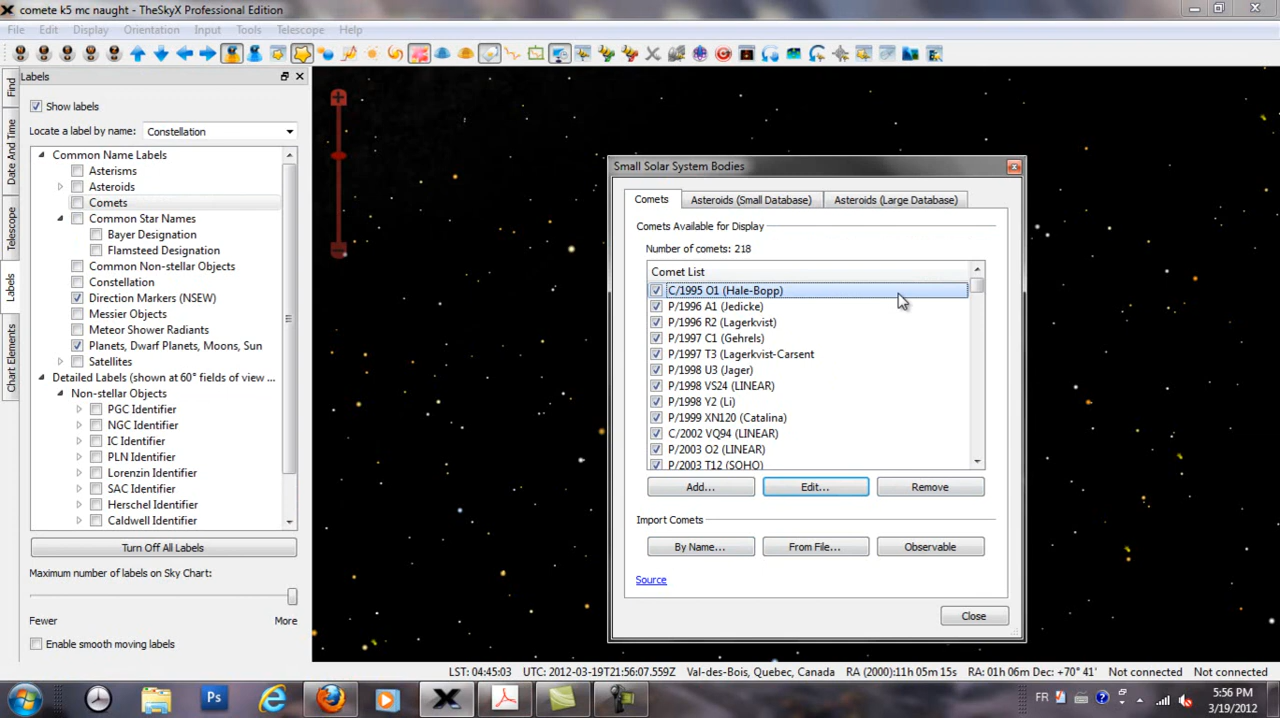 comete k5 mc naught - TheSkyX Professional Edition
File Edit Display Orientation Input Tools Telescope Help
Labels
Show labels
Locate a label by name: Constellation
Common Name Labels
Asterisms
Asteroids
Comets
Common Star Names
Bayer Designation
Flamsteed Designation
Common Non-stellar Objects
Constellation
Direction Markers (NSEW)
Messier Objects
Meteor Shower Radiants
Planets, Dwarf Planets, Moons, Sun
Satellites
Detailed Labels (shown at 60° fields of view ...
Non-stellar Objects
PGC Identifier
NGC Identifier
IC Identifier
PLN Identifier
Lorenzin Identifier
SAC Identifier
Herschel Identifier
Caldwell Identifier
Turn Off All Labels
Maximum number of labels on Sky Chart:
Fewer More
Enable smooth moving labels
Find
Date And Time
Telescope
Labels
Chart Elements
Small Solar System Bodies
Comets Asteroids (Small Database) Asteroids (Large Database)
Comets Available for Display
Number of comets: 218
Comet List
C/1995 O1 (Hale-Bopp)
P/1996 A1 (Jedicke)
P/1996 R2 (Lagerkvist)
P/1997 C1 (Gehrels)
P/1997 T3 (Lagerkvist-Carsent
P/1998 U3 (Jager)
P/1998 VS24 (LINEAR)
P/1998 Y2 (Li)
P/1999 XN120 (Catalina)
C/2002 VQ94 (LINEAR)
P/2003 O2 (LINEAR)
P/2003 T12 (SOHO)
Add... Edit... Remove
Import Comets
By Name... From File... Observable
Source
Close
LST: 04:45:03 UTC: 2012-03-19T21:56:07.559Z Val-des-Bois, Quebec, Canada RA (2000):11h 05m 15s RA: 01h 06m Dec: +70° 41' Not connected Not connected
Ps
FR
5:56 PM
3/19/2012